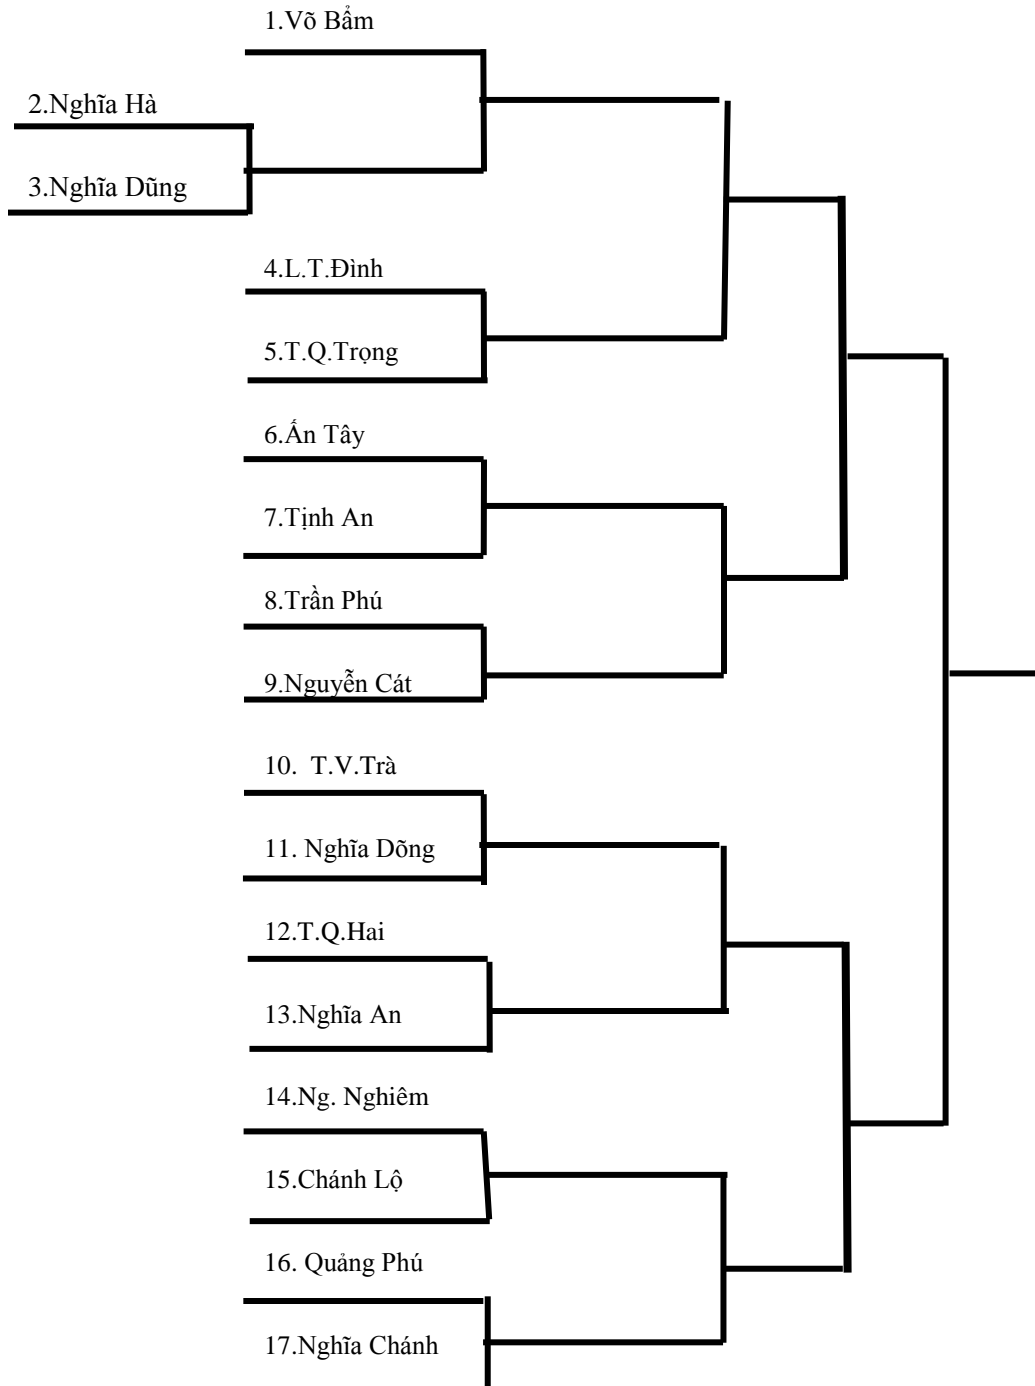 1.Võ Bẩm
2.Nghĩa Hà
3.Nghĩa Dũng
4.L.T.Đình
5.T.Q.Trọng
6.Ấn Tây
7.Tịnh An
8.Trần Phú
9.Nguyễn Cát
10. T.V.Trà
11. Nghĩa Dõng
12.T.Q.Hai
13.Nghĩa An
14.Ng. Nghiêm
15.Chánh Lộ
16. Quảng Phú
17.Nghĩa Chánh